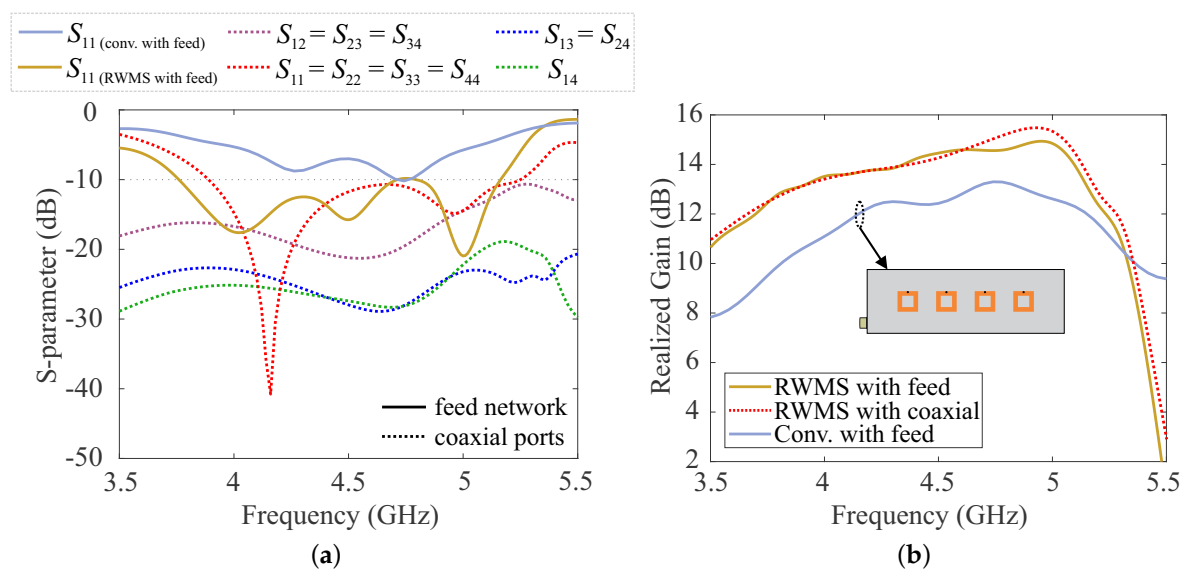 S11 (conv. with feed) S12 = S23 = S34 S13 = S24
S11 (RWMS with feed) S11 = S22 = S33 = S44 S14
0
-10
-20
-30
-40
-50
S-parameter (dB)
feed network
coaxial ports
3.5 4 4.5 5 5.5
Frequency (GHz)
(a)
16
14
12
10
8
6
4
2
Realized Gain (dB)
RWMS with feed
RWMS with coaxial
Conv. with feed
3.5 4 4.5 5 5.5
Frequency (GHz)
(b)